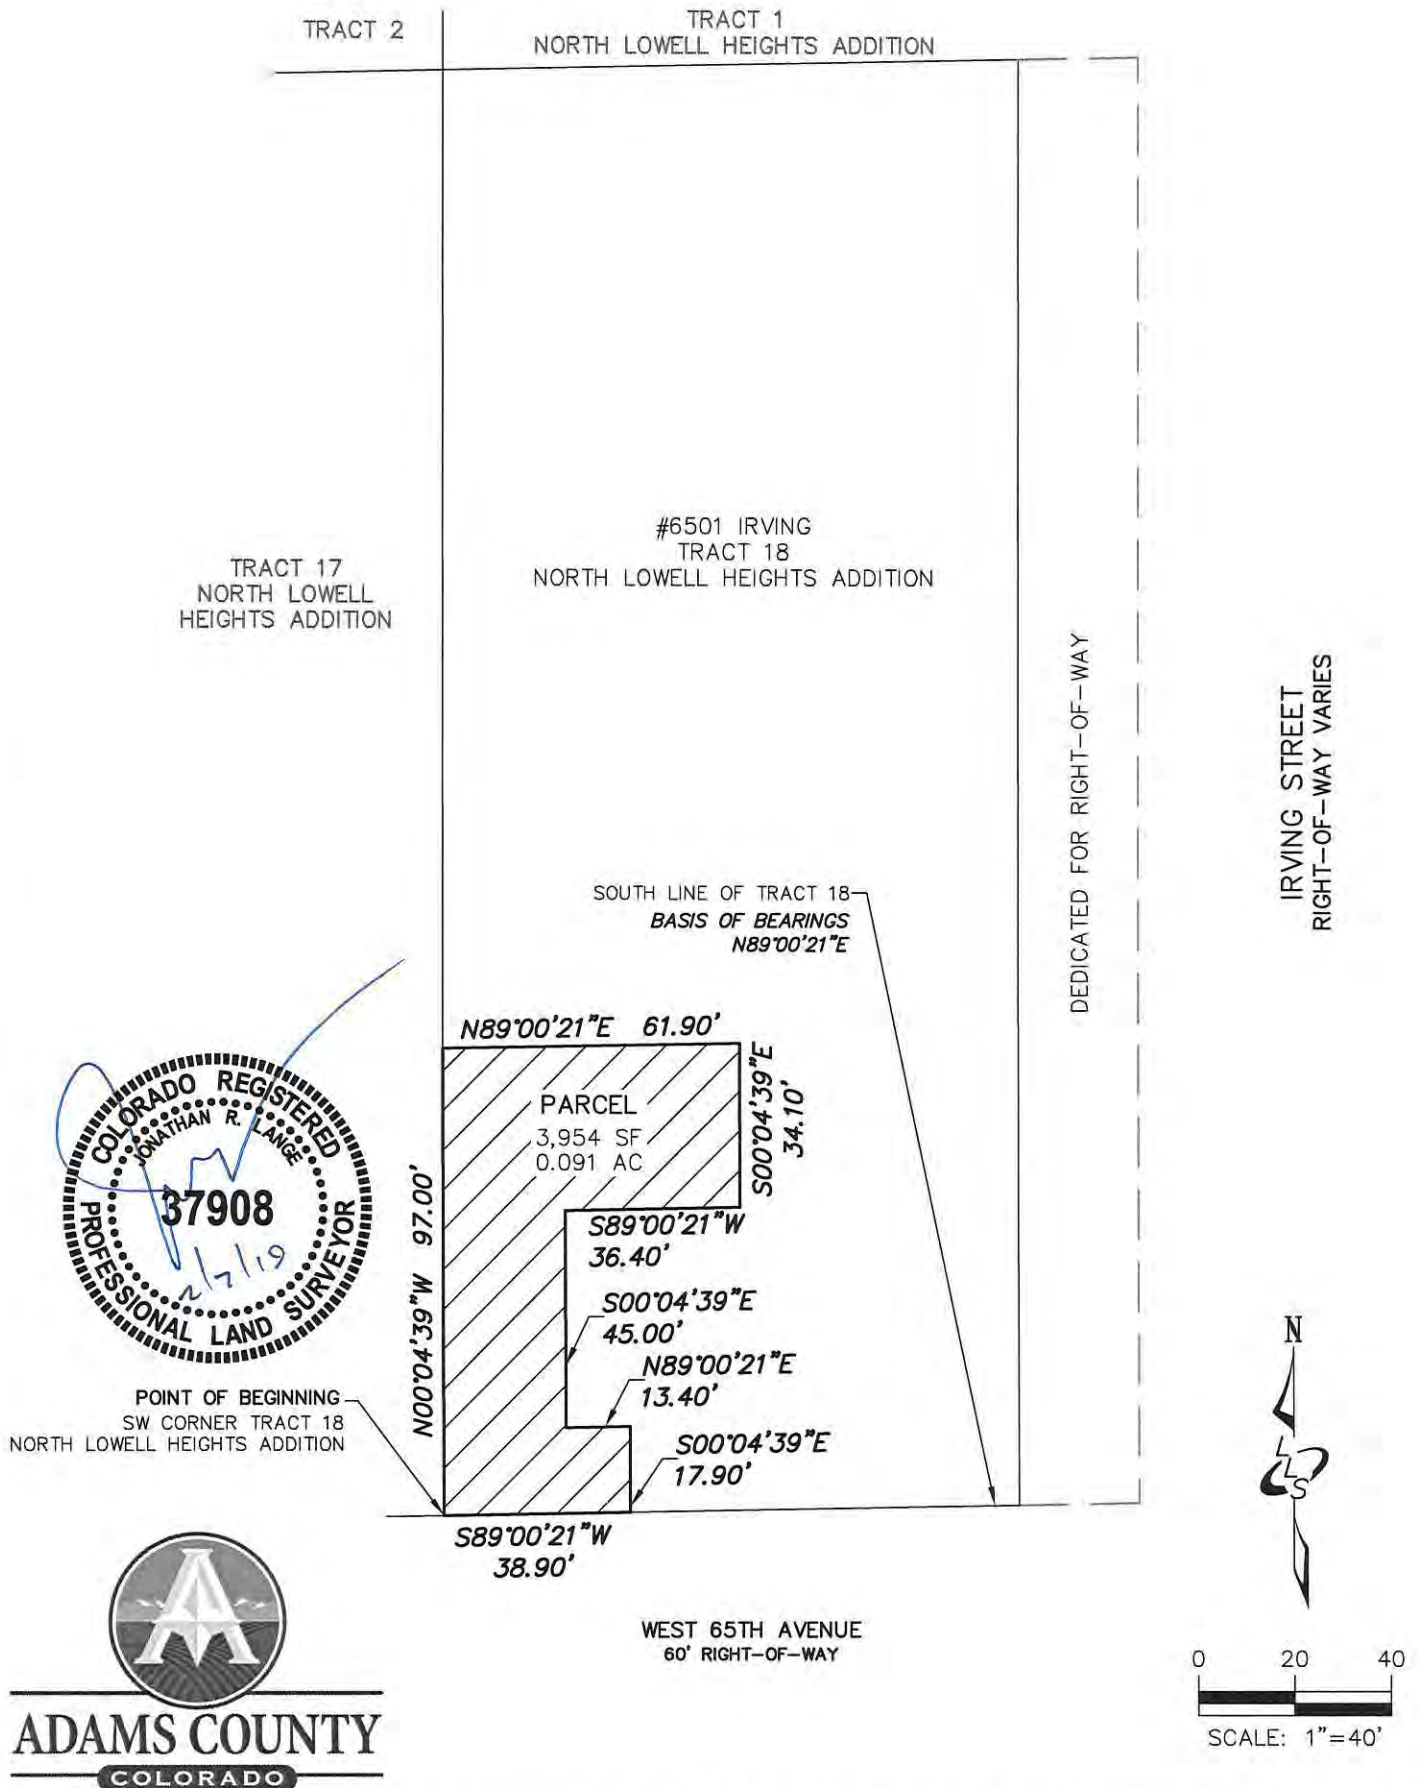 TRACT 2
TRACT 1
NORTH LOWELL HEIGHTS ADDITION
#6501 IRVING
TRACT 18
NORTH LOWELL HEIGHTS ADDITION
TRACT 17
NORTH LOWELL
HEIGHTS ADDITION
DEDICATED FOR RIGHT-OF-WAY
IRVING STREET
RIGHT-OF-WAY VARIES
SOUTH LINE OF TRACT 18
BASIS OF BEARINGS
N89°00'21"E
N89°00'21"E 61.90'
S00°04'39"E
34.10'
PARCEL
3,954 SF
0.091 AC
S89°00'21"W
36.40'
N00°04'39"W 97.00'
S00°04'39"E
45.00'
N89°00'21"E
13.40'
S00°04'39"E
17.90'
S89°00'21"W
38.90'
COLORADO REGISTERED
JONATHAN R. LANGE
37908
2/7/19
PROFESSIONAL LAND SURVEYOR
POINT OF BEGINNING
SW CORNER TRACT 18
NORTH LOWELL HEIGHTS ADDITION
N
LLS
WEST 65TH AVENUE
60' RIGHT-OF-WAY
0 20 40
SCALE: 1"=40'
A
ADAMS COUNTY
COLORADO